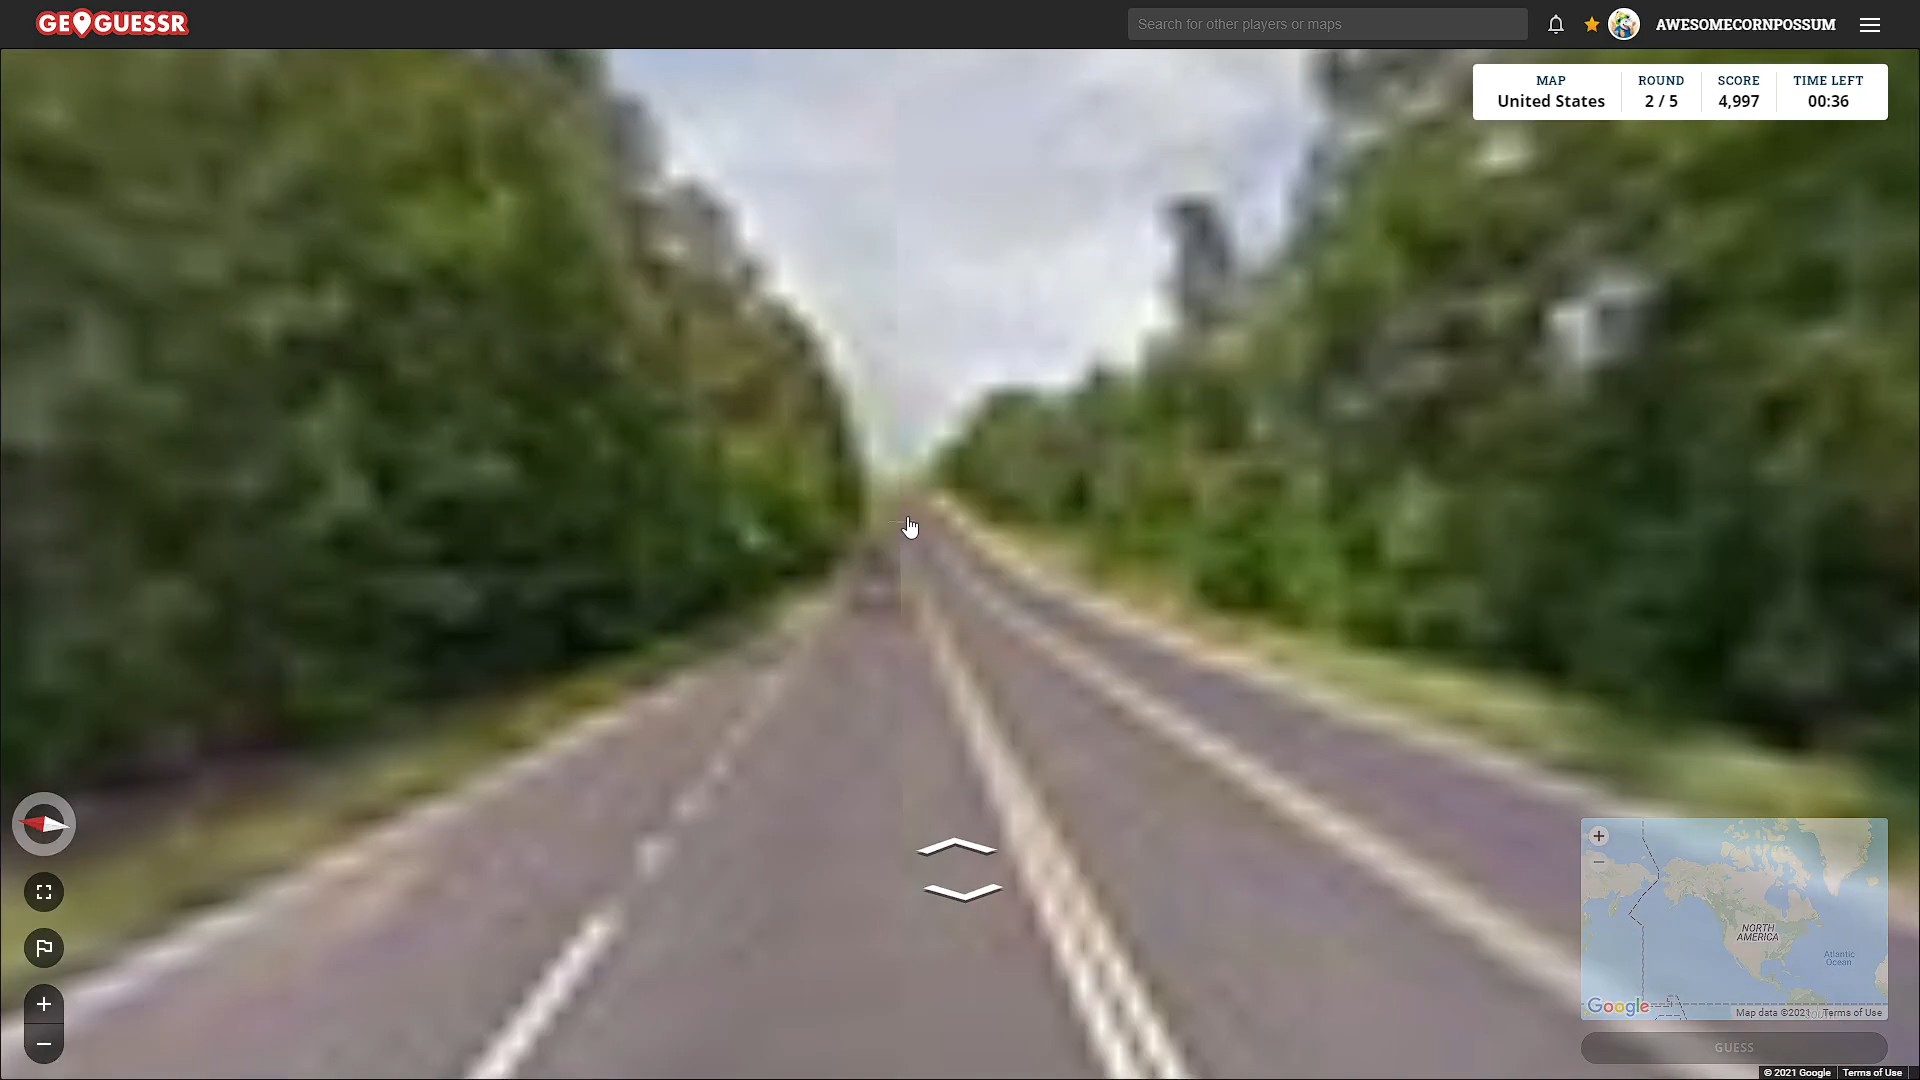 GEOGUESSR
Search for other players or maps
AWESOMECORNPOSSUM
MAP
United States
ROUND
2 / 5
SCORE
4,997
TIME LEFT
00:36
NORTH
AMERICA
Atlantic
Ocean
Google
Map data ©2021
Terms of Use
GUESS
© 2021 Google
Terms of Use